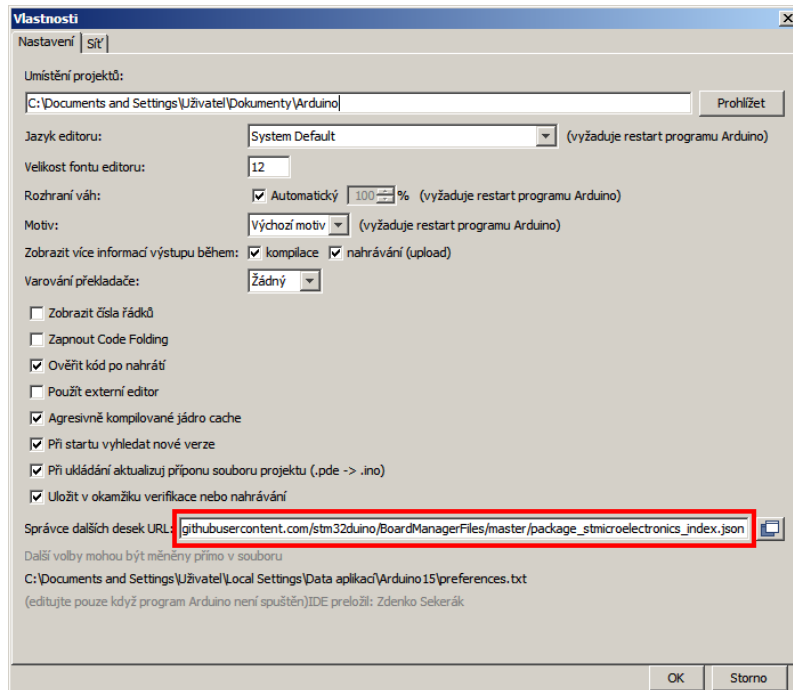 Vlastnosti
Nastavení Síť
Umístění projektů:
C:\Documents and Settings\Uživatel\Dokumenty\Arduino Prohlížet
Jazyk editoru: System Default (vyžaduje restart programu Arduino)
Velikost fontu editoru: 12
Rozhraní váh: Automatický 100 % (vyžaduje restart programu Arduino)
Motiv: Výchozí motiv (vyžaduje restart programu Arduino)
Zobrazit více informací výstupu během: kompilace nahrávání (upload)
Varování překladače: Žádný
Zobrazit čísla řádků
Zapnout Code Folding
Ověřit kód po nahrátí
Použít externí editor
Agresivně kompilované jádro cache
Při startu vyhledat nové verze
Při ukládání aktualizuj příponu souboru projektu (.pde -> .ino)
Uložit v okamžiku verifikace nebo nahrávání
Správce dalších desek URL: githubusercontent.com/stm32duino/BoardManagerFiles/master/package_stmicroelectronics_index.json
Další volby mohou být měněny přímo v souboru
C:\Documents and Settings\Uživatel\Local Settings\Data aplikací\Arduino15\preferences.txt
(editujte pouze když program Arduino není spuštěn)IDE preložil: Zdenko Sekerák
OK Storno